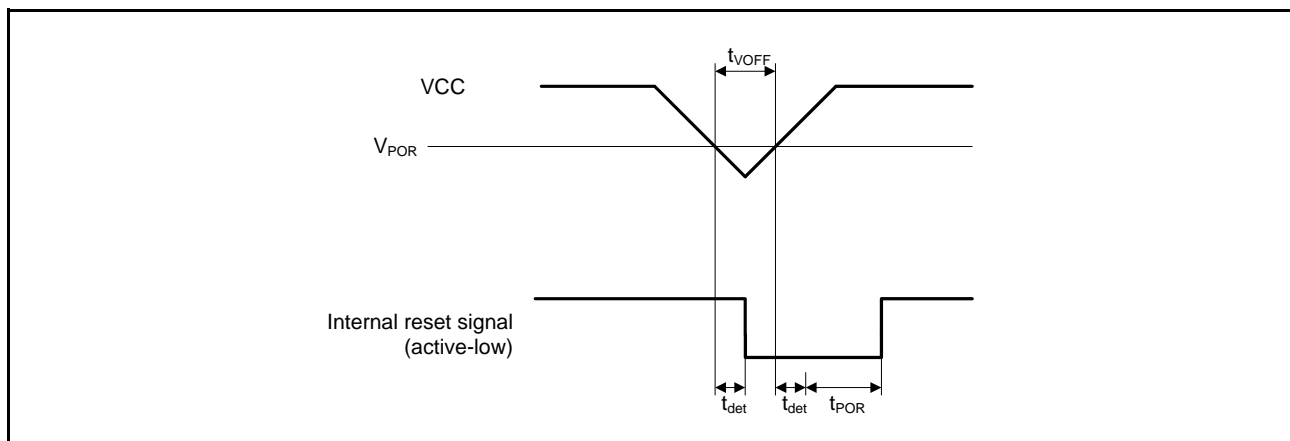 tVOFF
VCC
VPOR
Internal reset signal
(active-low)
tdet
tdet
tPOR